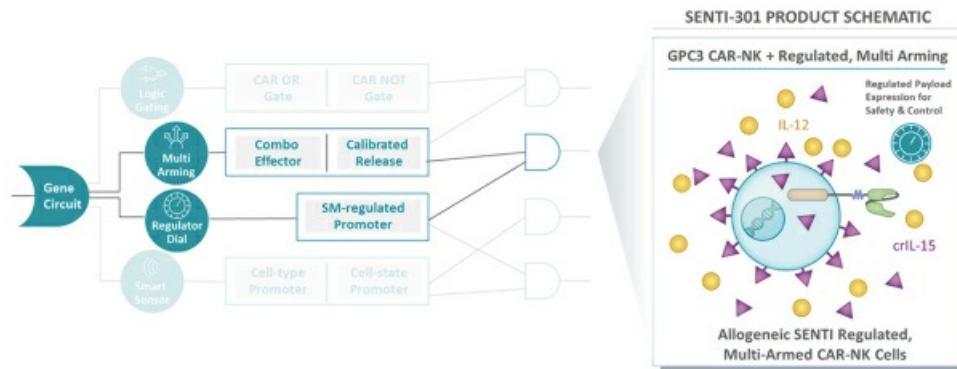 SENTI-301 PRODUCT SCHEMATIC
GPC3 CAR-NK + Regulated, Multi Arming
Regulated Payload
Expression for
Safety & Control
IL-12
crIL-15
Allogeneic SENTI Regulated,
Multi-Armed CAR-NK Cells
Gene
Circuit
Logic
Gating
CAR OR
Gate
CAR NOT
Gate
Multi
Arming
Combo
Effector
Calibrated
Release
Regulator
Dial
SM-regulated
Promoter
Smart
Sensor
Cell-type
Promoter
Cell-state
Promoter